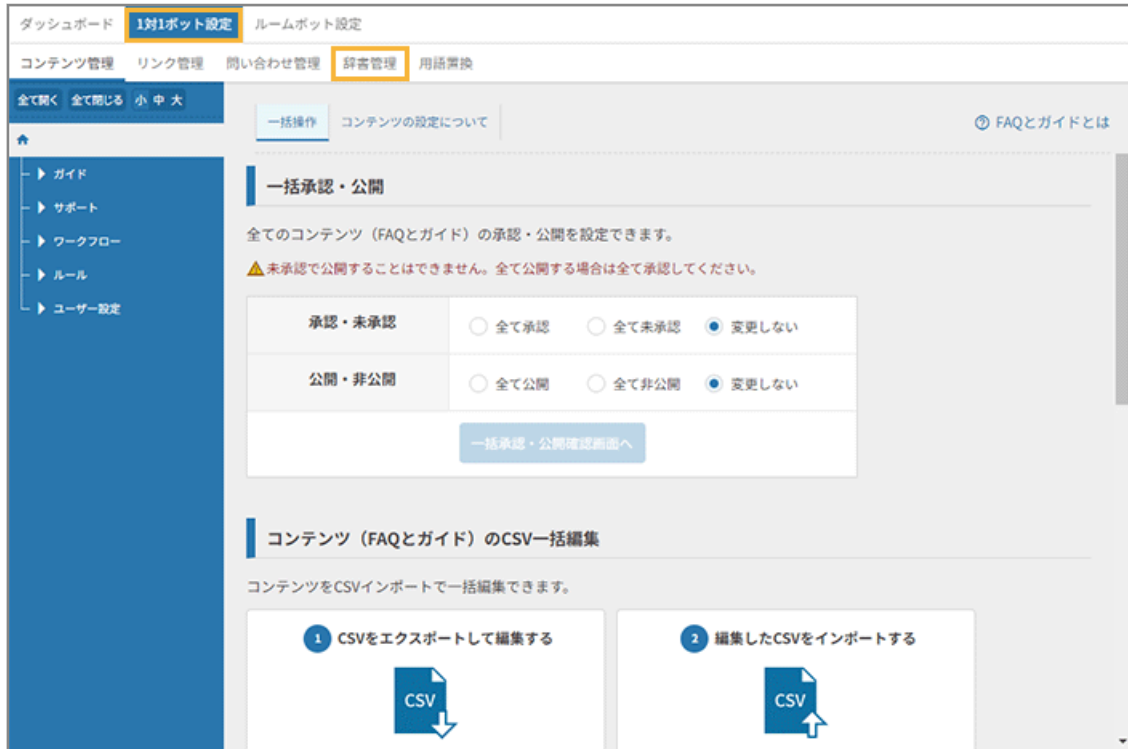 ダッシュボード 1対1ボット設定 ルームボット設定
コンテンツ管理 リンク管理 問い合わせ管理 辞書管理 用語置換
全て開く 全て閉じる 小 中 大
一括操作 コンテンツの設定について FAQとガイドとは
ガイド
サポート
ワークフロー
ルール
ユーザー設定
一括承認・公開
全てのコンテンツ（FAQとガイド）の承認・公開を設定できます。
未承認で公開することはできません。全て公開する場合は全て承認してください。
承認・未承認 全て承認 全て未承認 変更しない
公開・非公開 全て公開 全て非公開 変更しない
一括承認・公開確認画面へ
コンテンツ（FAQとガイド）のCSV一括編集
コンテンツをCSVインポートで一括編集できます。
1 CSVをエクスポートして編集する
CSV
2 編集したCSVをインポートする
CSV